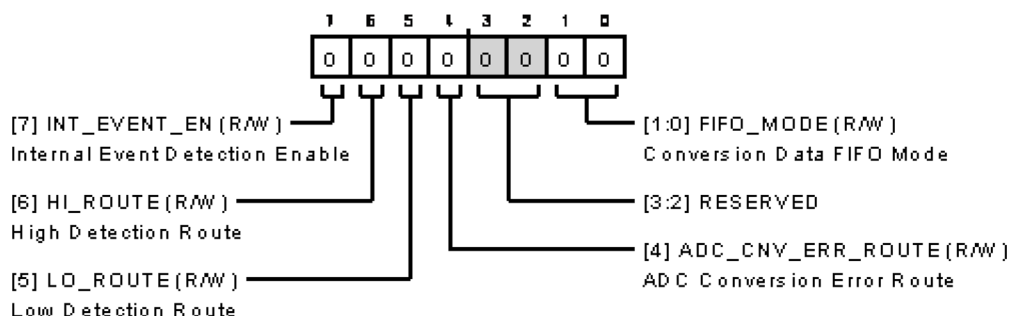 7 6 5 4 3 2 1 0
0 0 0 0 0 0 0 0
[7] INT_EVENT_EN (R/W)
Internal Event Detection Enable
[6] HI_ROUTE (R/W)
High Detection Route
[5] LO_ROUTE (R/W)
Low Detection Route
[1:0] FIFO_MODE (R/W)
Conversion Data FIFO Mode
[3:2] RESERVED
[4] ADC_CNV_ERR_ROUTE (R/W)
ADC Conversion Error Route